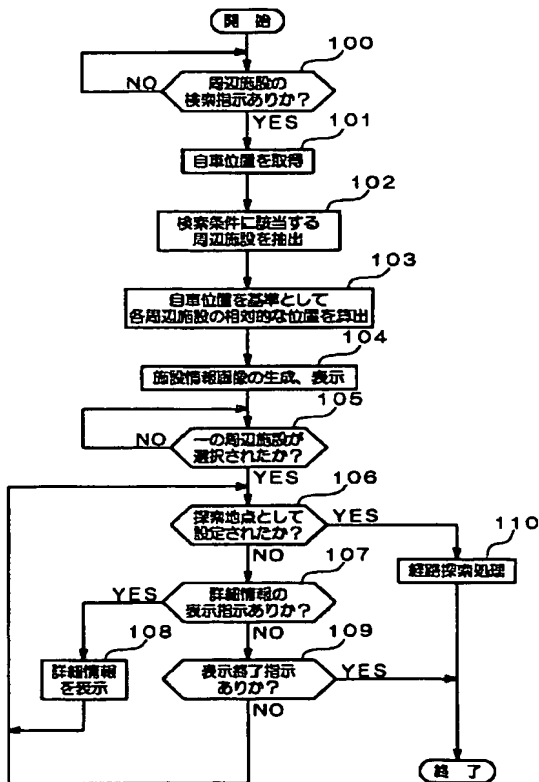 開 始
100
周辺施設の
検索指示ありか？
NO
YES
101
自車位置を取得
102
検索条件に該当する
周辺施設を抽出
103
自車位置を基準として
各周辺施設の相対的な位置を算出
104
施設情報画像の生成、表示
105
一の周辺施設が
選択されたか？
NO
YES
106
探索地点として
設定されたか？
YES
NO
110
経路探索処理
107
詳細情報の
表示指示ありか？
YES
NO
108
詳細情報
を表示
109
表示終了指示
ありか？
YES
NO
終 了